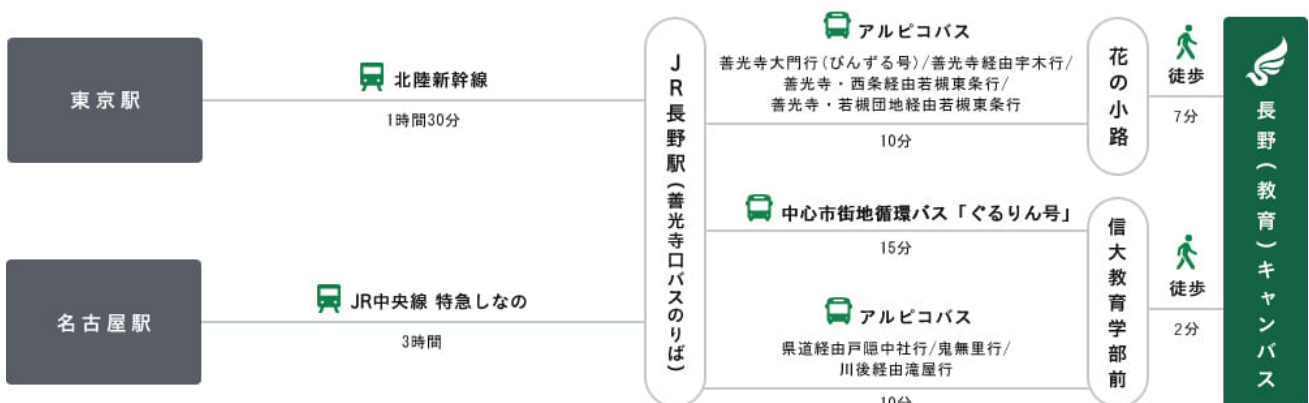 東京駅
北陸新幹線
1時間30分
名古屋駅
JR中央線 特急しなの
3時間
JR長野駅(善光寺口バスのりば)
アルピコバス
善光寺大門行(びんずる号)/善光寺経由宇木行/
善光寺・西条経由若槻東条行/
善光寺・若槻団地経由若槻東条行
10分
花の小路
徒歩
7分
中心市街地循環バス「ぐるりん号」
15分
アルピコバス
県道経由戸隠中社行/鬼無里行/
川後経由滝屋行
10分
信大教育学部前
徒歩
2分
長野(教育)キャンバス